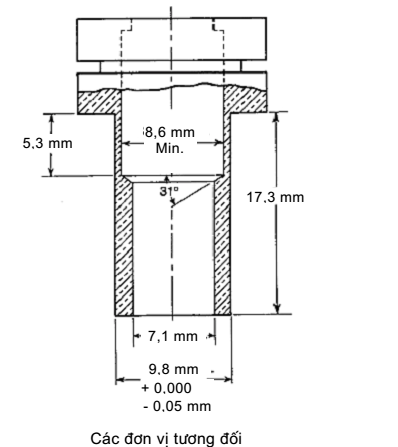 5,3 mm
8,6 mm
Min.
31°
17,3 mm
7,1 mm
9,8 mm
+ 0,000
- 0,05 mm
Các đơn vị tương đối